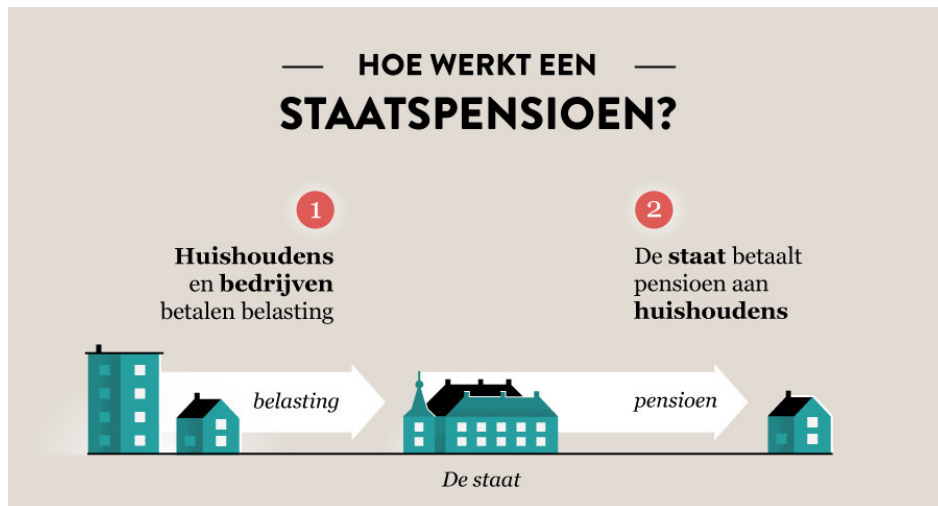 HOE WERKT EEN
STAATSPENSIOEN?
1
Huishoudens
en bedrijven
betalen belasting
2
De staat betaalt
pensioen aan
huishoudens
belasting
pensioen
De staat